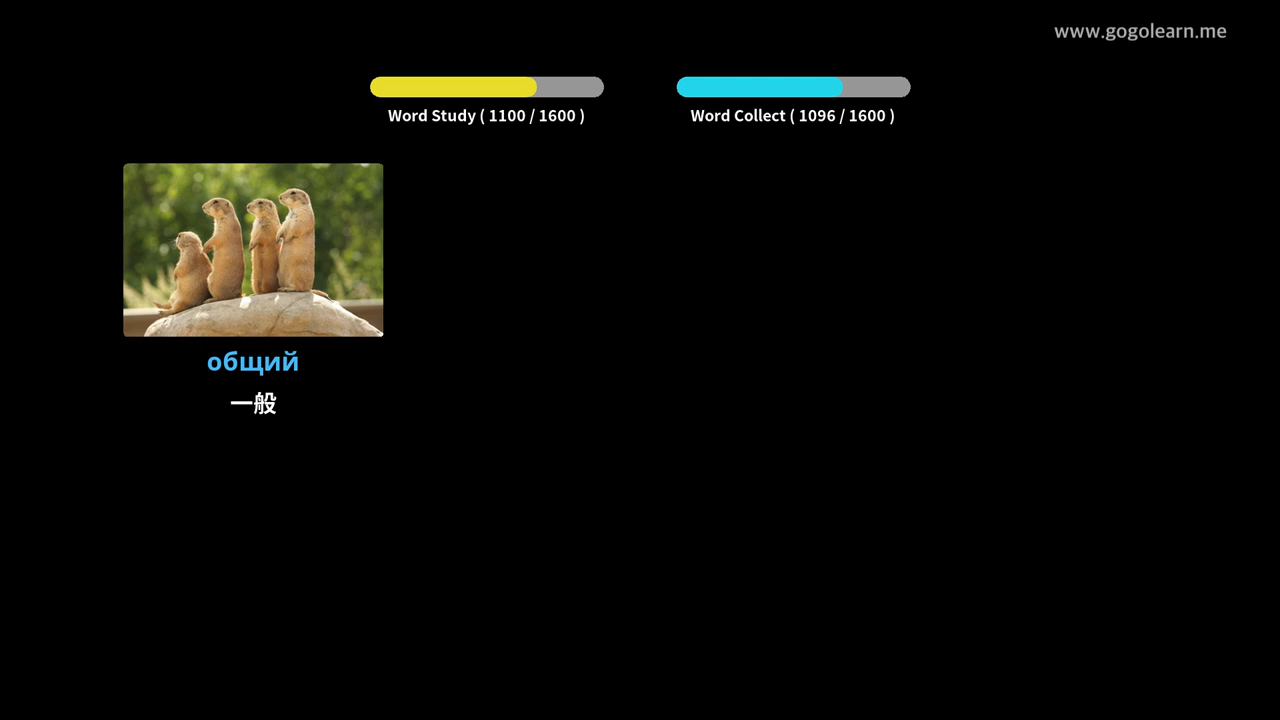 www.gogolearn.me
Word Study ( 1100 / 1600 )
Word Collect ( 1096 / 1600 )
общий
一般